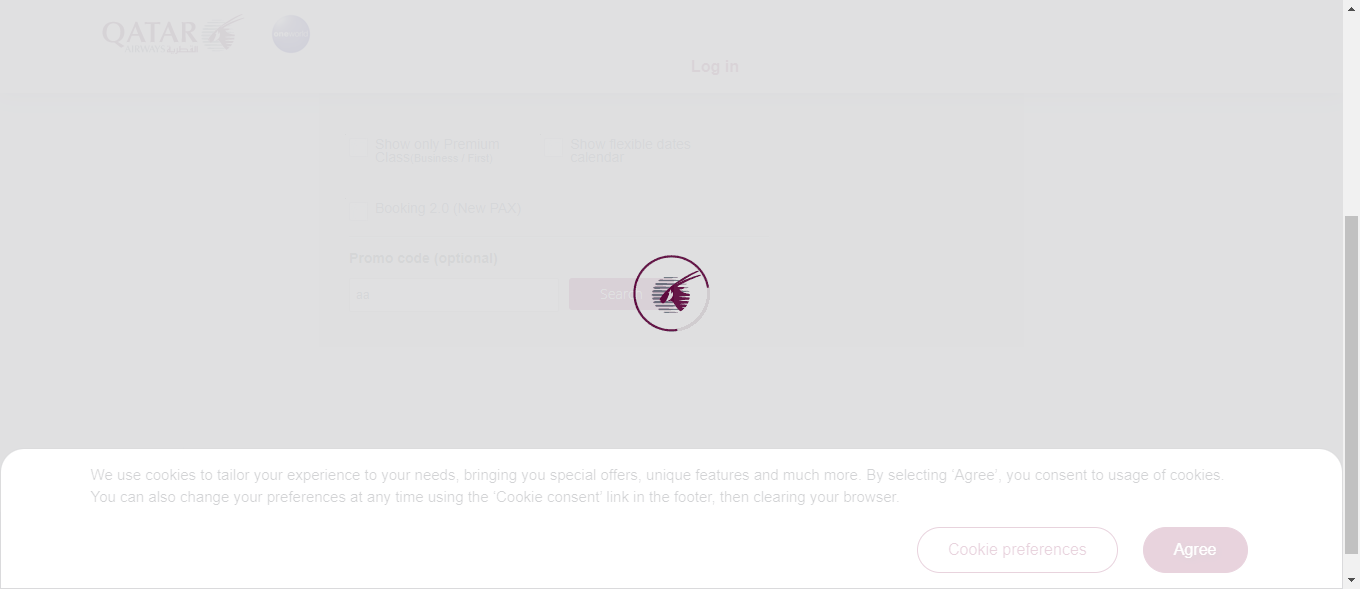 QATAR
AIRWAYS القطرية
Log in
Show only Premium
Class(Business / First)
Show flexible dates
calendar
Booking 2.0 (New PAX)
Promo code (optional)
aa
Search
We use cookies to tailor your experience to your needs, bringing you special offers, unique features and much more. By selecting ‘Agree’, you consent to usage of cookies.
You can also change your preferences at any time using the ‘Cookie consent’ link in the footer, then clearing your browser.
Cookie preferences
Agree